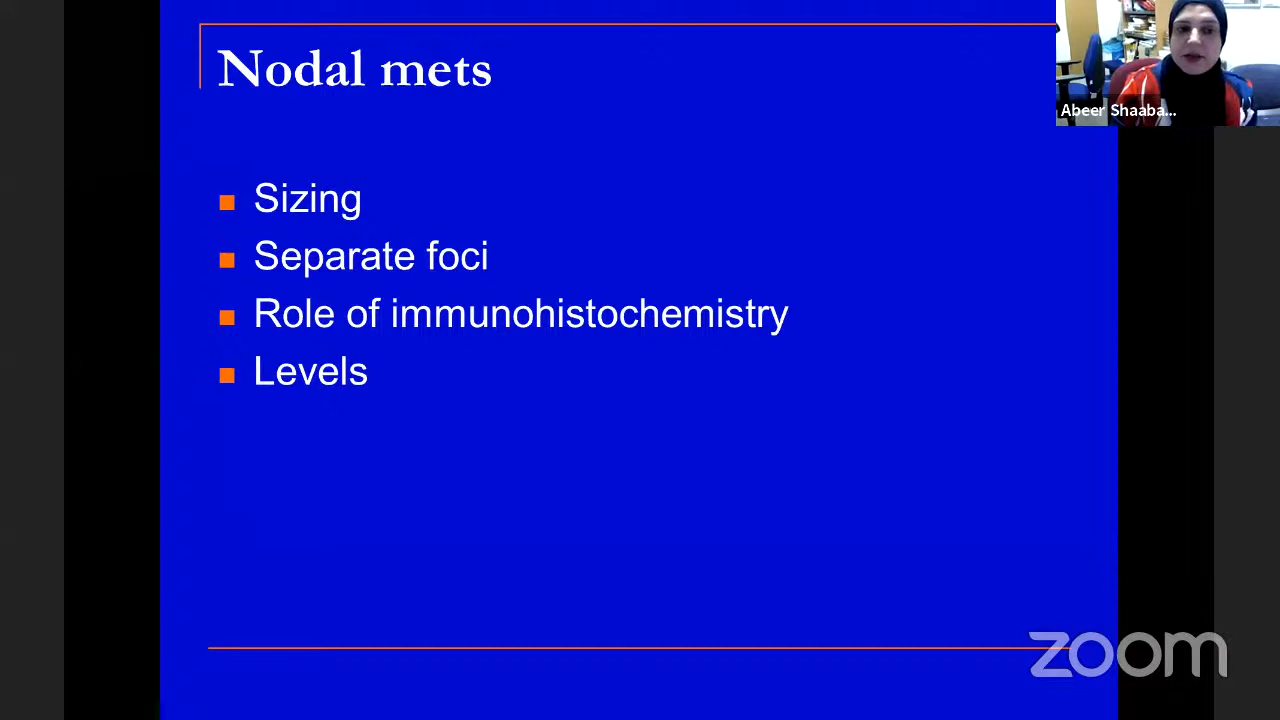 Nodal mets
Abeer Shaaba...
Sizing
Separate foci
Role of immunohistochemistry
Levels
zoom